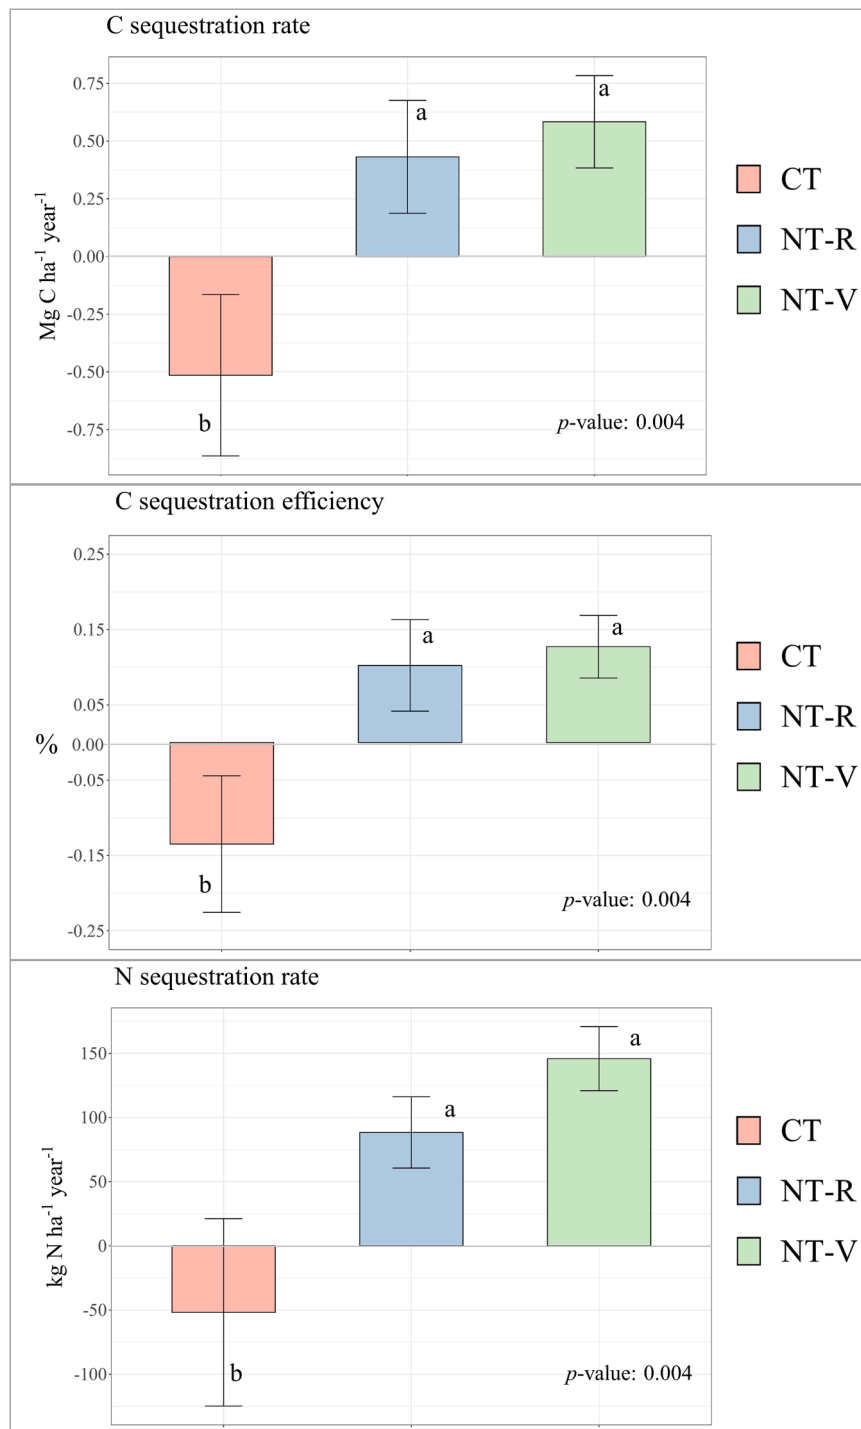 C sequestration rate
0.75
0.50
0.25
0.00
-0.25
-0.50
-0.75
Mg C ha⁻¹ year⁻¹
a
a
b
p-value: 0.004
CT
NT-R
NT-V
C sequestration efficiency
0.25
0.15
0.05
0.00
-0.05
-0.15
-0.25
%
a
a
b
p-value: 0.004
CT
NT-R
NT-V
N sequestration rate
150
100
50
0
-50
-100
kg N ha⁻¹ year⁻¹
a
a
b
p-value: 0.004
CT
NT-R
NT-V